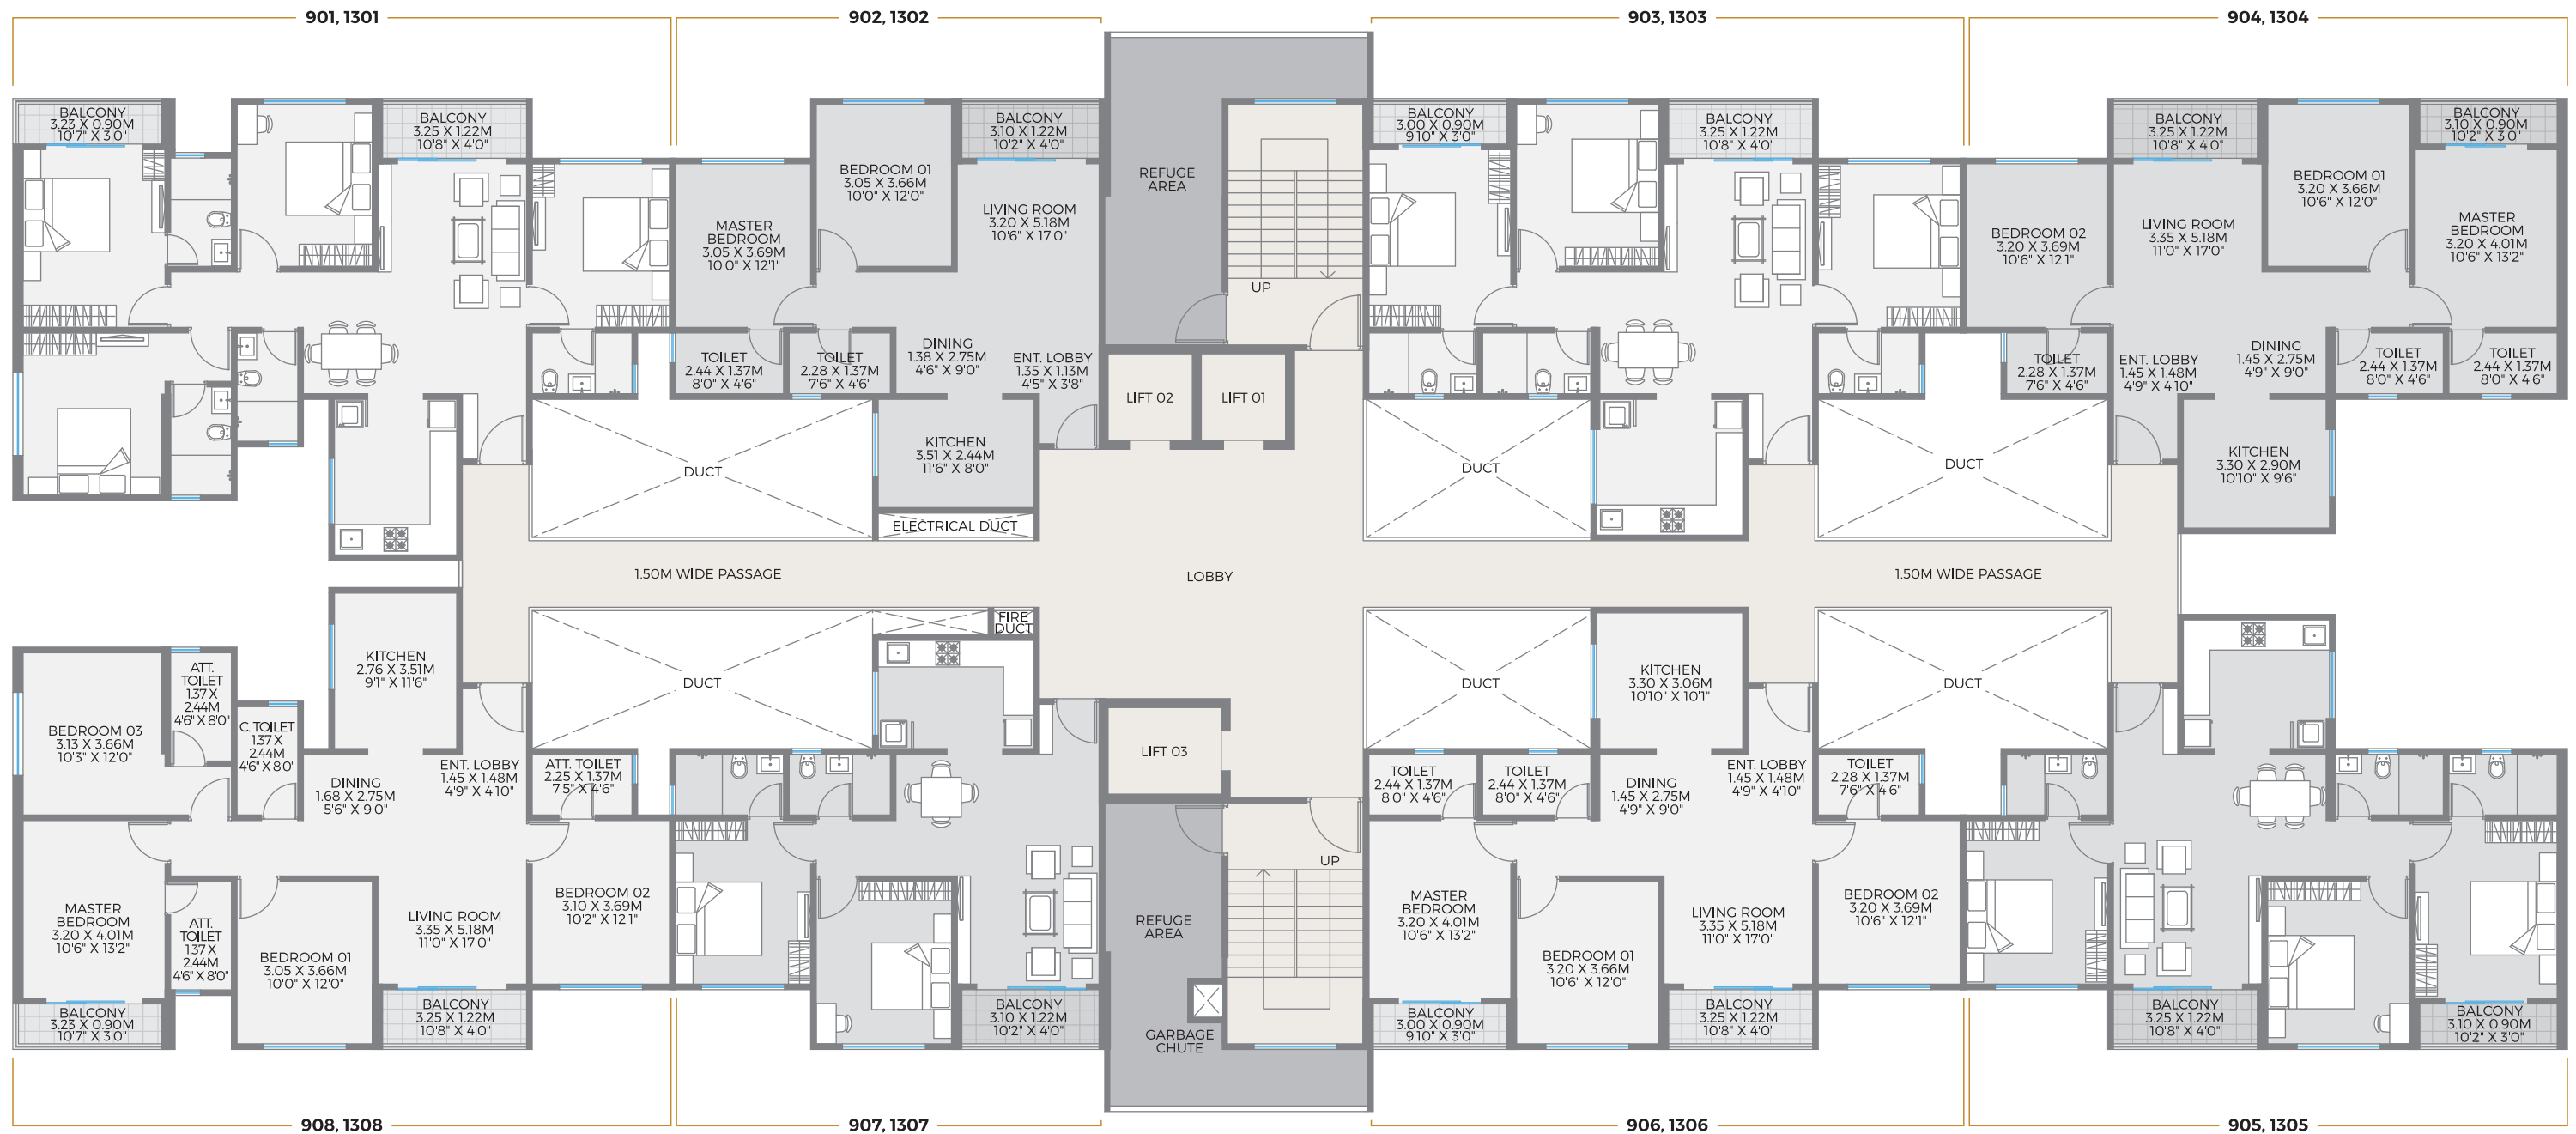 901, 1301
902, 1302
903, 1303
904, 1304
BALCONY
3.23 X 0.90M
10'7" X 3'0"
BALCONY
3.25 X 1.22M
10'8" X 4'0"
MASTER
BEDROOM
3.05 X 3.69M
10'0" X 12'1"
BEDROOM 01
3.05 X 3.66M
10'0" X 12'0"
BALCONY
3.10 X 1.22M
10'2" X 4'0"
LIVING ROOM
3.20 X 5.18M
10'6" X 17'0"
TOILET
2.44 X 1.37M
8'0" X 4'6"
TOILET
2.28 X 1.37M
7'6" X 4'6"
DINING
1.38 X 2.75M
4'6" X 9'0"
ENT. LOBBY
1.35 X 1.13M
4'5" X 3'8"
KITCHEN
3.51 X 2.44M
11'6" X 8'0"
DUCT
ELECTRICAL DUCT
REFUGE
AREA
UP
LIFT 02
LIFT 01
BALCONY
3.00 X 0.90M
9'10" X 3'0"
BALCONY
3.25 X 1.22M
10'8" X 4'0"
DUCT
BEDROOM 02
3.20 X 3.69M
10'6" X 12'1"
BALCONY
3.25 X 1.22M
10'8" X 4'0"
LIVING ROOM
3.35 X 5.18M
11'0" X 17'0"
BEDROOM 01
3.20 X 3.66M
10'6" X 12'0"
BALCONY
3.10 X 0.90M
10'2" X 3'0"
MASTER
BEDROOM
3.20 X 4.01M
10'6" X 13'2"
TOILET
2.28 X 1.37M
7'6" X 4'6"
ENT. LOBBY
1.45 X 1.48M
4'9" X 4'10"
DINING
1.45 X 2.75M
4'9" X 9'0"
TOILET
2.44 X 1.37M
8'0" X 4'6"
TOILET
2.44 X 1.37M
8'0" X 4'6"
DUCT
KITCHEN
3.30 X 2.90M
10'10" X 9'6"
1.50M WIDE PASSAGE
LOBBY
1.50M WIDE PASSAGE
KITCHEN
2.76 X 3.51M
9'1" X 11'6"
BEDROOM 03
3.13 X 3.66M
10'3" X 12'0"
ATT.
TOILET
1.37 X
2.44M
4'6" X 8'0"
C. TOILET
1.37 X
2.44M
4'6" X 8'0"
DINING
1.68 X 2.75M
5'6" X 9'0"
ENT. LOBBY
1.45 X 1.48M
4'9" X 4'10"
ATT. TOILET
2.25 X 1.37M
7'5" X 4'6"
MASTER
BEDROOM
3.20 X 4.01M
10'6" X 13'2"
ATT.
TOILET
1.37 X
2.44M
4'6" X 8'0"
BEDROOM 01
3.05 X 3.66M
10'0" X 12'0"
LIVING ROOM
3.35 X 5.18M
11'0" X 17'0"
BEDROOM 02
3.10 X 3.69M
10'2" X 12'1"
BALCONY
3.23 X 0.90M
10'7" X 3'0"
BALCONY
3.25 X 1.22M
10'8" X 4'0"
DUCT
FIRE
DUCT
BALCONY
3.10 X 1.22M
10'2" X 4'0"
LIFT 03
UP
REFUGE
AREA
GARBAGE
CHUTE
DUCT
KITCHEN
3.30 X 3.06M
10'10" X 10'1"
TOILET
2.44 X 1.37M
8'0" X 4'6"
TOILET
2.44 X 1.37M
8'0" X 4'6"
DINING
1.45 X 2.75M
4'9" X 9'0"
ENT. LOBBY
1.45 X 1.48M
4'9" X 4'10"
TOILET
2.28 X 1.37M
7'6" X 4'6"
MASTER
BEDROOM
3.20 X 4.01M
10'6" X 13'2"
BEDROOM 01
3.20 X 3.66M
10'6" X 12'0"
LIVING ROOM
3.35 X 5.18M
11'0" X 17'0"
BEDROOM 02
3.20 X 3.69M
10'6" X 12'1"
BALCONY
3.00 X 0.90M
9'10" X 3'0"
BALCONY
3.25 X 1.22M
10'8" X 4'0"
DUCT
BALCONY
3.25 X 1.22M
10'8" X 4'0"
BALCONY
3.10 X 0.90M
10'2" X 3'0"
908, 1308
907, 1307
906, 1306
905, 1305